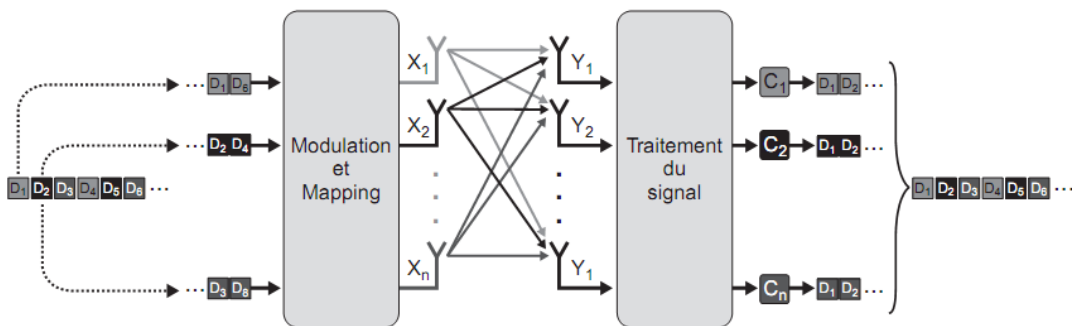 ... D₁ D₆
X₁
Y₁
C₁
D₁ D₂ ...
... D₂ D₄
Modulation
et
Mapping
X₂
Y₂
Traitement
du
signal
C₂
D₁ D₂ ...
D₁ D₂ D₃ D₄ D₅ D₆ ...
D₁ D₂ D₃ D₄ D₅ D₆ ...
... D₃ D₈
Xₙ
Y₁
Cₙ
D₁ D₂ ...